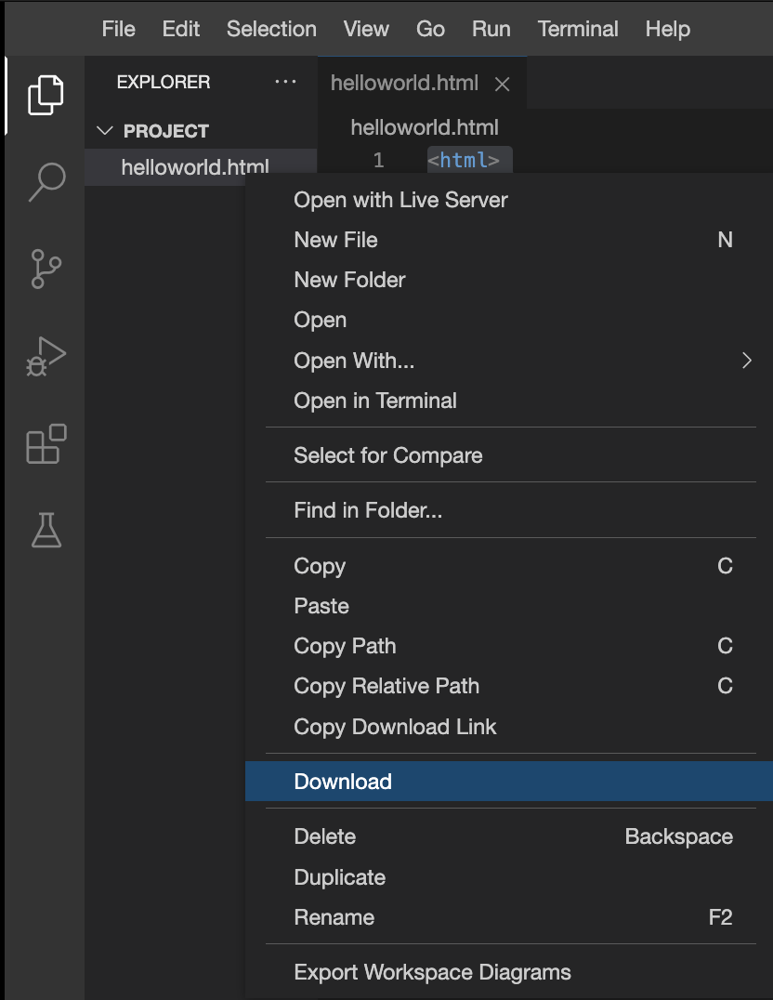 File Edit Selection View Go Run Terminal Help
EXPLORER ···
helloworld.html
PROJECT
helloworld.html
helloworld.html
1 <html>
Open with Live Server
New File N
New Folder
Open
Open With...
Open in Terminal
Select for Compare
Find in Folder...
Copy C
Paste
Copy Path C
Copy Relative Path C
Copy Download Link
Download
Delete Backspace
Duplicate
Rename F2
Export Workspace Diagrams